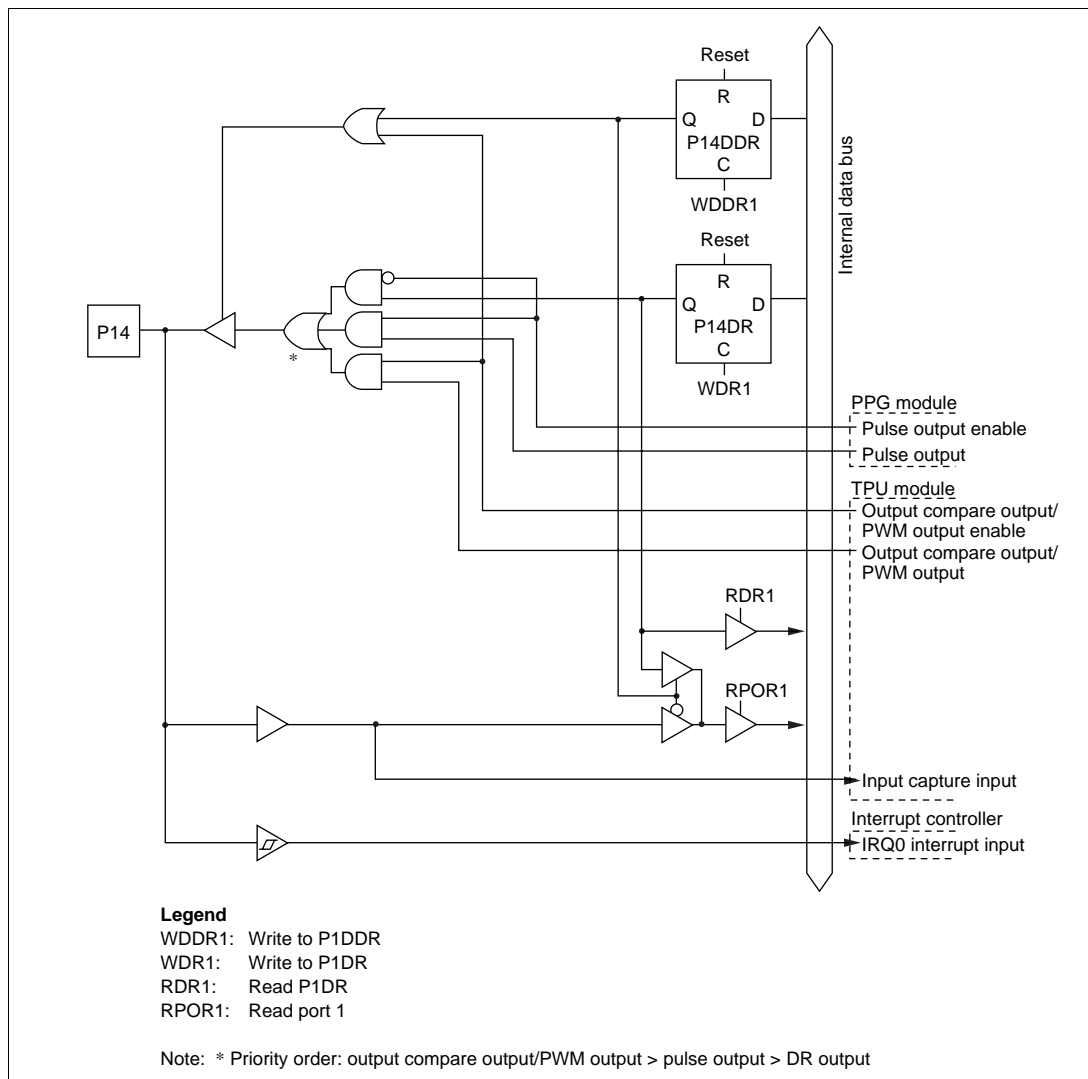 Reset
R
Q D
P14DDR
C
WDDR1
Internal data bus
Reset
R
Q D
P14DR
C
WDR1
P14
*
PPG module
Pulse output enable
Pulse output
TPU module
Output compare output/
PWM output enable
Output compare output/
PWM output
RDR1
RPOR1
Input capture input
Interrupt controller
IRQ0 interrupt input
Legend
WDDR1: Write to P1DDR
WDR1: Write to P1DR
RDR1: Read P1DR
RPOR1: Read port 1
Note: * Priority order: output compare output/PWM output > pulse output > DR output